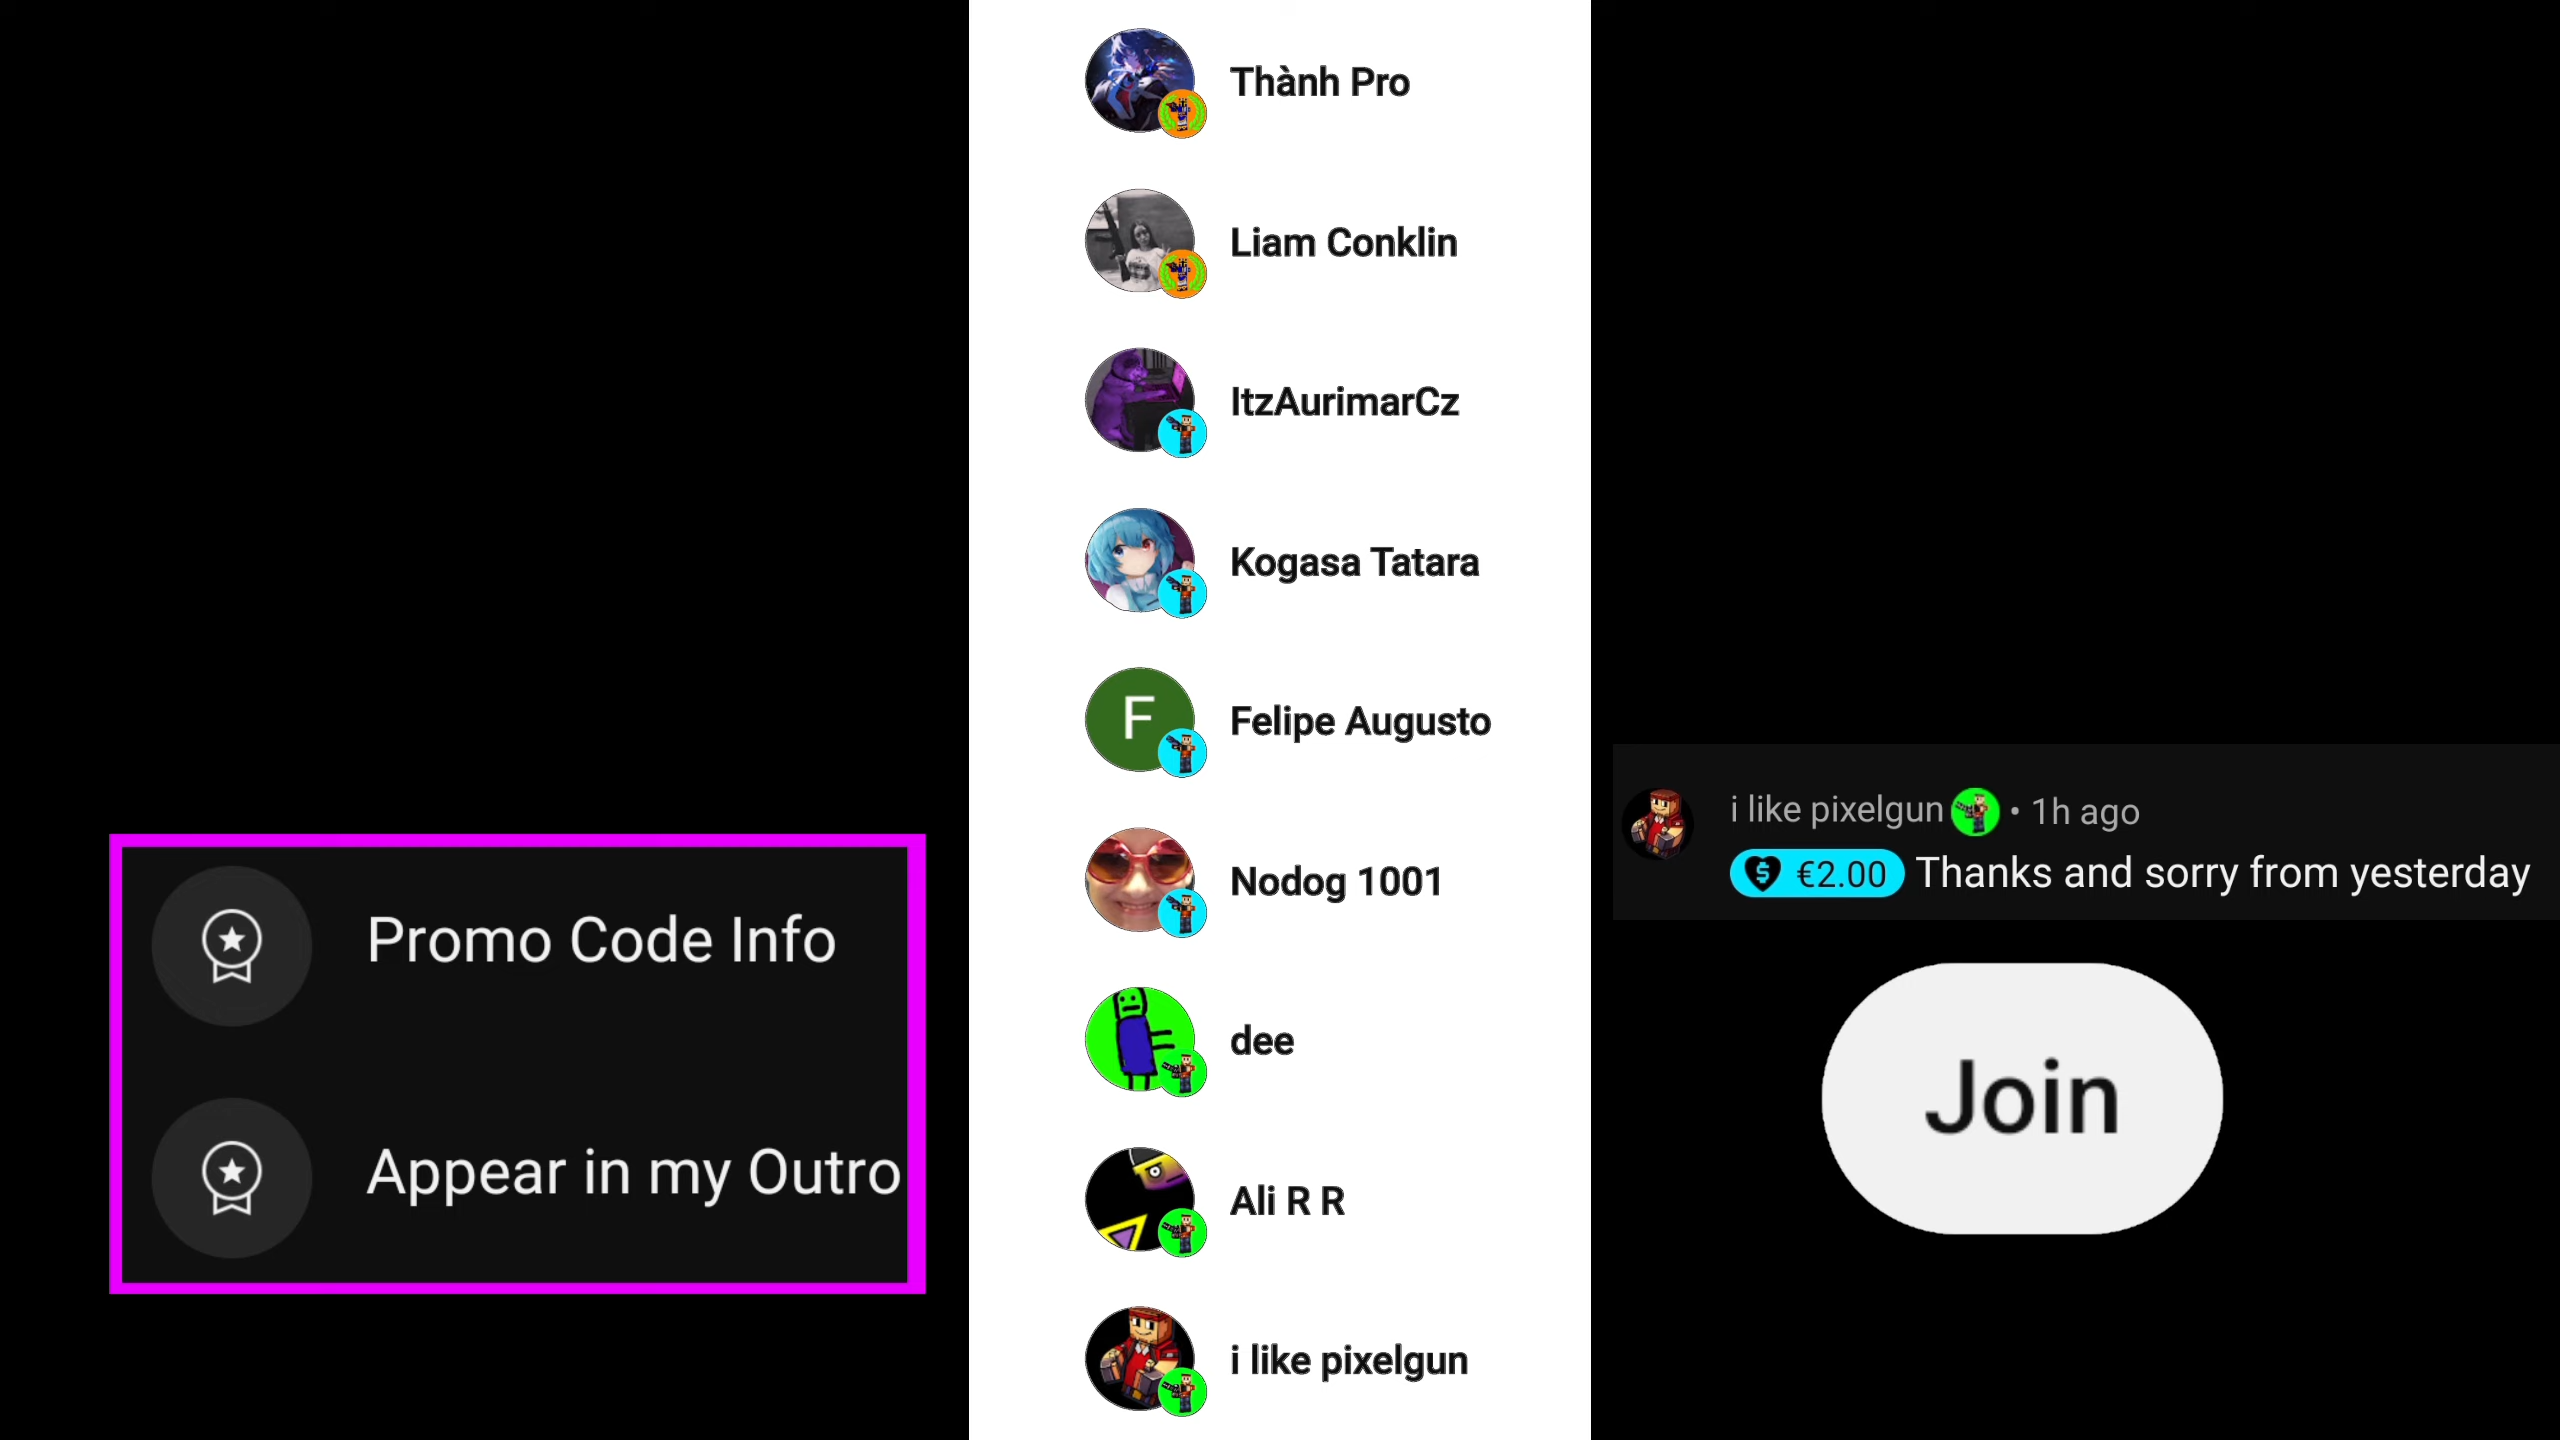 Promo Code Info
Appear in my Outro
Thành Pro
Liam Conklin
ItzAurimarCz
Kogasa Tatara
F
Felipe Augusto
Nodog 1001
dee
Ali R R
i like pixelgun
i like pixelgun • 1h ago
$ €2.00 Thanks and sorry from yesterday
Join